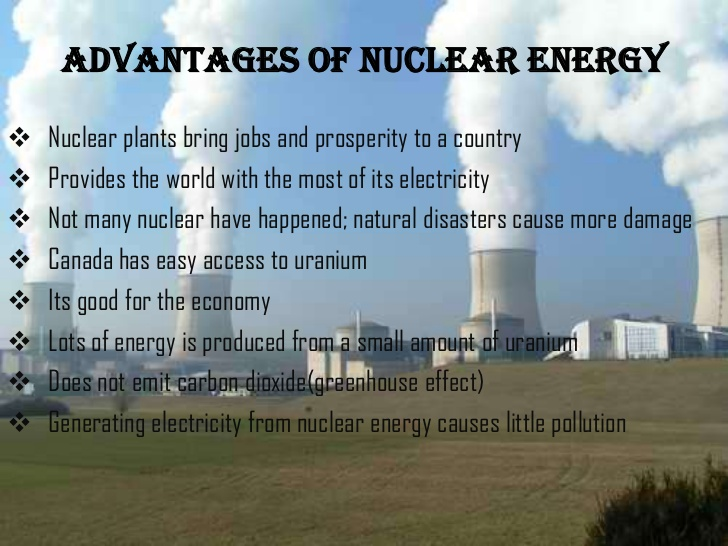 ADVANTAGES OF NUCLEAR ENERGY
❖ Nuclear plants bring jobs and prosperity to a country
❖ Provides the world with the most of its electricity
❖ Not many nuclear have happened; natural disasters cause more damage
❖ Canada has easy access to uranium
❖ Its good for the economy
❖ Lots of energy is produced from a small amount of uranium
❖ Does not emit carbon dioxide(greenhouse effect)
❖ Generating electricity from nuclear energy causes little pollution